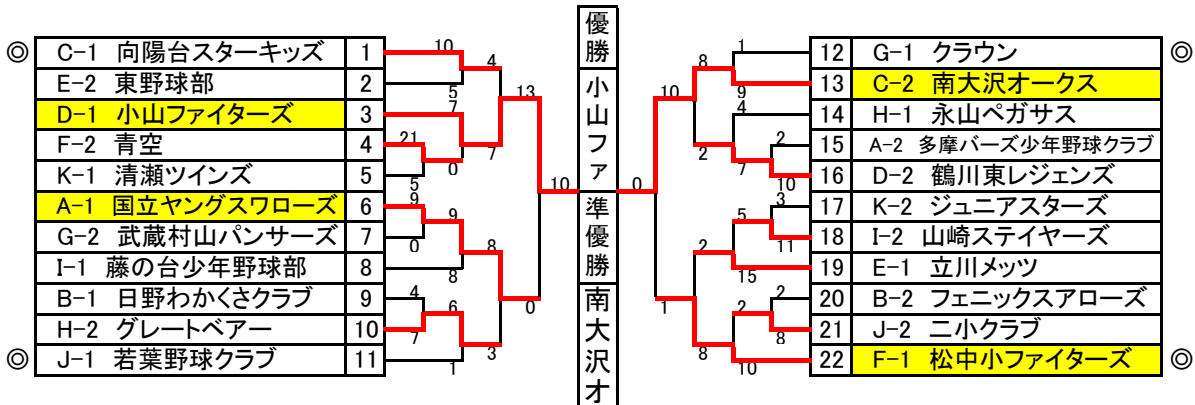 ◎ C-1 向陽台スターキッズ 1
E-2 東野球部 2
D-1 小山ファイターズ 3
F-2 青空 4
K-1 清瀬ツインズ 5
A-1 国立ヤングスワローズ 6
G-2 武蔵村山パンサーズ 7
I-1 藤の台少年野球部 8
B-1 日野わかくさクラブ 9
H-2 グレートベアー 10
◎ J-1 若葉野球クラブ 11
10
5
7
21
5
0
9
0
9
8
4
7
6
1
4
7
8
3
13
0
10
優勝
小山ファ
準優勝
南大沢オ
0
10
1
8
2
2
8
1
9
4
7
2
10
5
15
3
11
2
10
2
8
12 G-1 クラウン ◎
13 C-2 南大沢オークス
14 H-1 永山ペガサス
15 A-2 多摩バーズ少年野球クラブ
16 D-2 鶴川東レジェンズ
17 K-2 ジュニアスターズ
18 I-2 山崎ステイヤーズ
19 E-1 立川メッツ
20 B-2 フェニックスアローズ
21 J-2 二小クラブ
22 F-1 松中小ファイターズ ◎